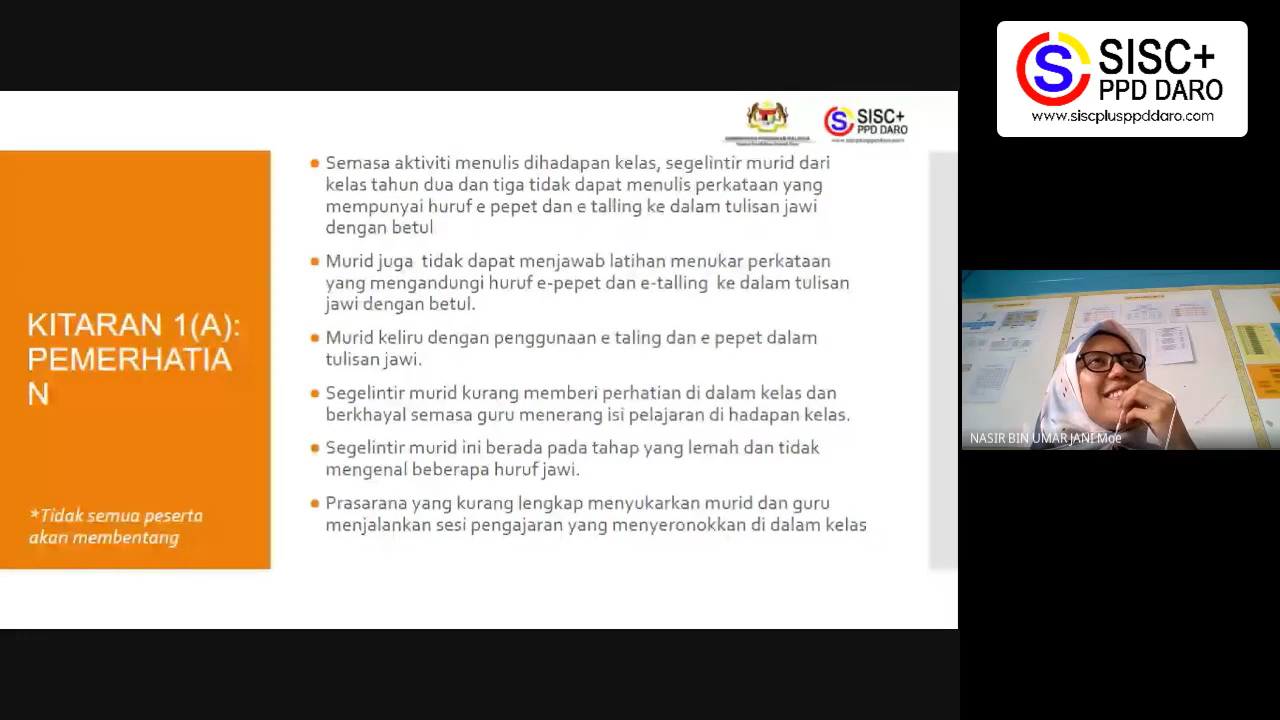 SISC+
PPD DARO
www.siscplusppddaro.com
SISC+
PPD DARO
KITARAN 1(A):
PEMERHATIA
N
*Tidak semua peserta
akan membentang
Semasa aktiviti menulis dihadapan kelas, segelintir murid dari
kelas tahun dua dan tiga tidak dapat menulis perkataan yang
mempunyai huruf e pepet dan e talling ke dalam tulisan jawi
dengan betul
Murid juga tidak dapat menjawab latihan menukar perkataan
yang mengandungi huruf e-pepet dan e-talling ke dalam tulisan
jawi dengan betul.
Murid keliru dengan penggunaan e taling dan e pepet dalam
tulisan jawi.
Segelintir murid kurang memberi perhatian di dalam kelas dan
berkhayal semasa guru menerang isi pelajaran di hadapan kelas.
Segelintir murid ini berada pada tahap yang lemah dan tidak
mengenal beberapa huruf jawi.
Prasarana yang kurang lengkap menyukarkan murid dan guru
menjalankan sesi pengajaran yang menyeronokkan di dalam kelas
NASIR BIN UMAR JANI Moe